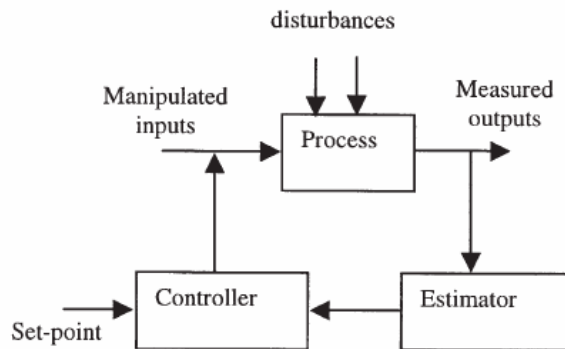 disturbances
Manipulated
inputs
Measured
outputs
Process
Controller
Estimator
Set-point